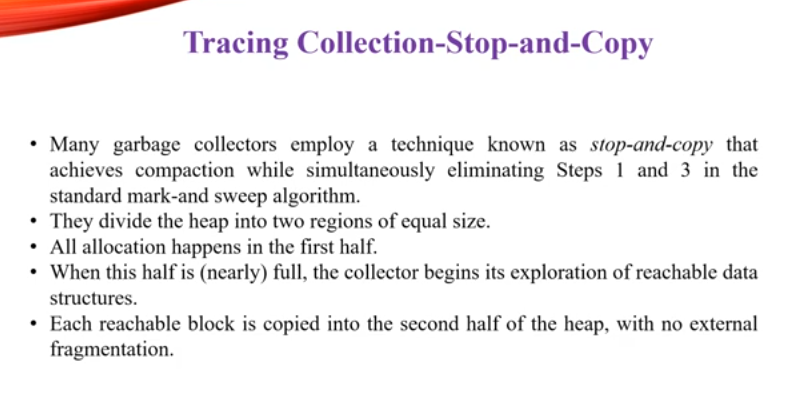 Tracing Collection-Stop-and-Copy
• Many garbage collectors employ a technique known as stop-and-copy that
achieves compaction while simultaneously eliminating Steps 1 and 3 in the
standard mark-and sweep algorithm.
• They divide the heap into two regions of equal size.
• All allocation happens in the first half.
• When this half is (nearly) full, the collector begins its exploration of reachable data
structures.
• Each reachable block is copied into the second half of the heap, with no external
fragmentation.